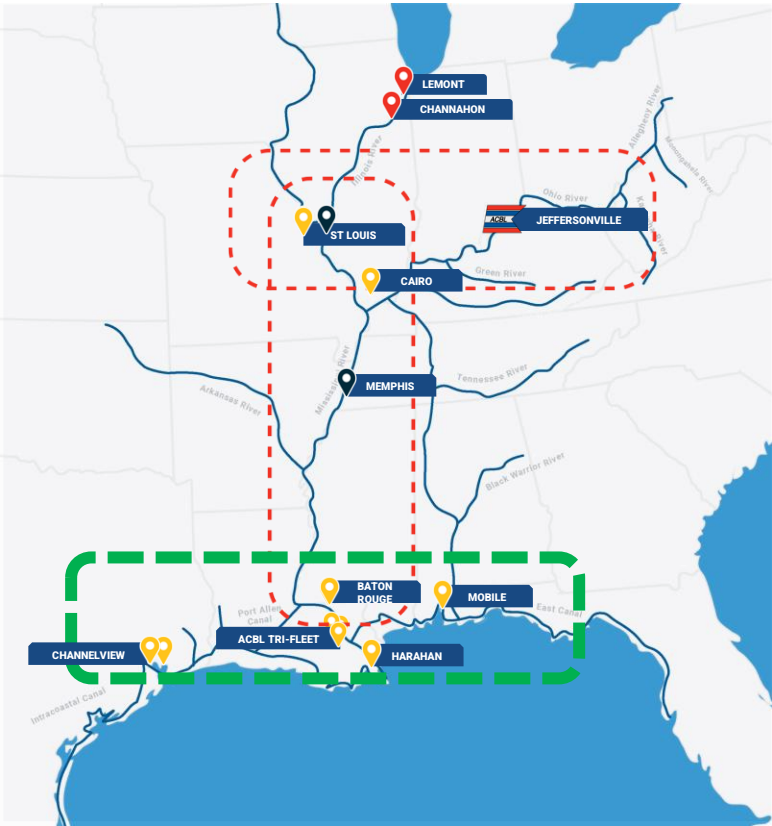 LEMONT
CHANNAHON
Allegheny River
Monongahela River
Illinois River
Ohio River
ACBL
JEFFERSONVILLE
ST LOUIS
Green River
CAIRO
Mississippi River
MEMPHIS
Tennessee River
Arkansas River
Black Warrior River
BATON
ROUGE
MOBILE
Port Allen
Canal
East Canal
ACBL TRI-FLEET
CHANNELVIEW
HARAHAN
Intracoastal Canal